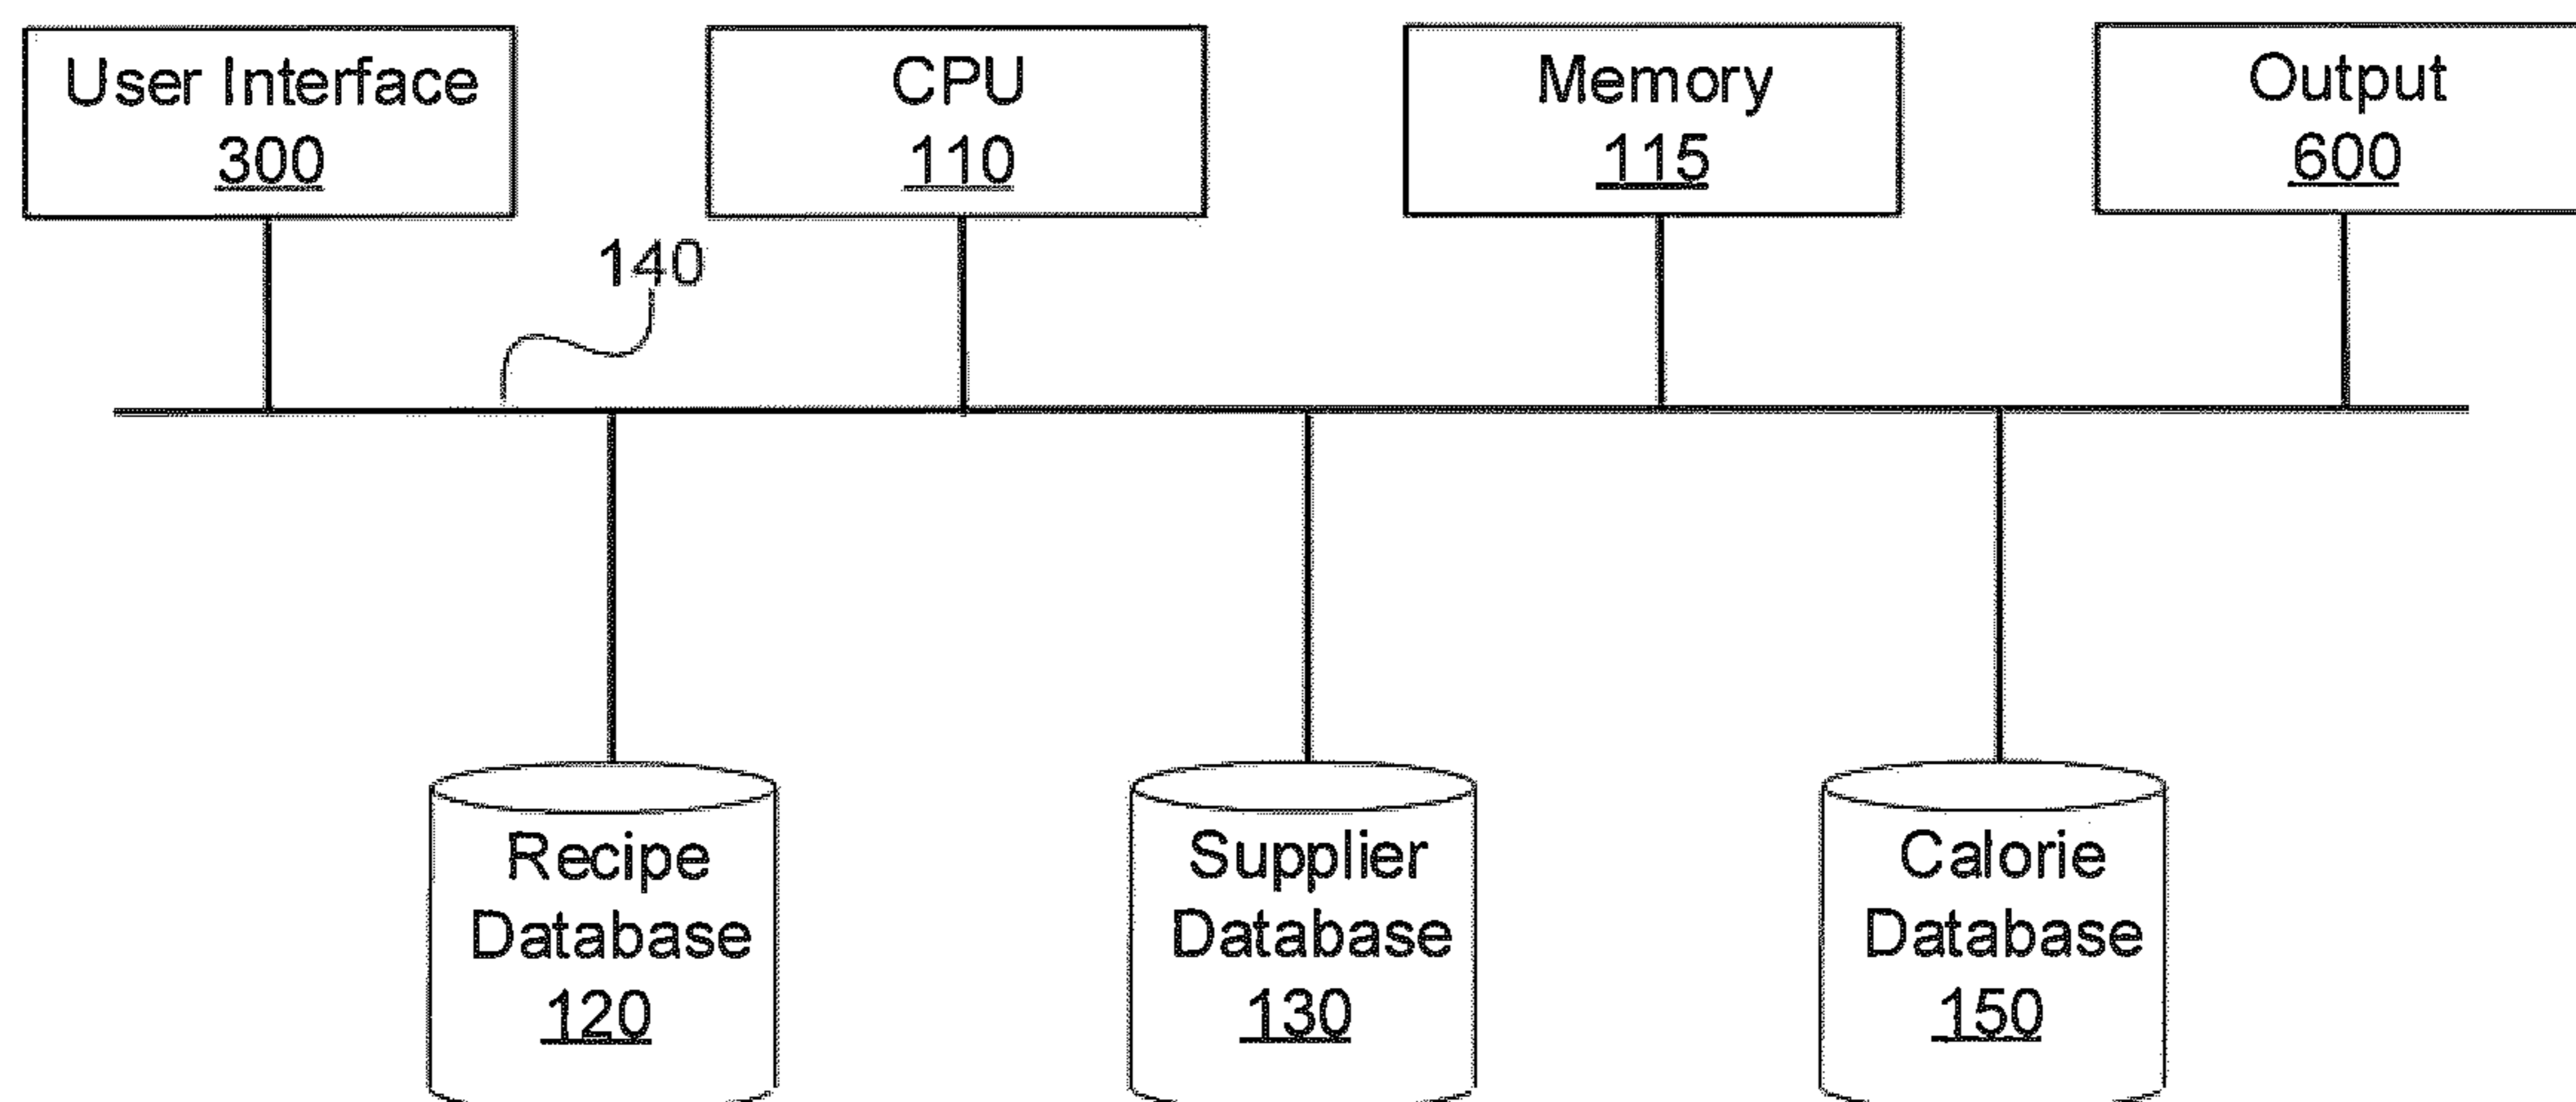 User Interface
300
CPU
110
Memory
115
Output
600
140
Recipe
Database
120
Supplier
Database
130
Calorie
Database
150